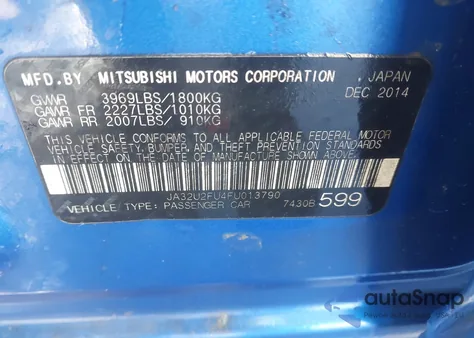 MFD.BY MITSUBISHI MOTORS CORPORATION , JAPAN
GVWR 3969LBS/1800KG DEC 2014
GAWR FR 2227LBS/1010KG
GAWR RR 2007LBS/ 910KG
THIS VEHICLE CONFORMS TO ALL APPLICABLE FEDERAL MOTOR
VEHICLE SAFETY, BUMPER, AND THEFT PREVENTION STANDARDS
IN EFFECT ON THE DATE OF MANUFACTURE SHOWN ABOVE.
JA32U2FU4FU013790
VEHICLE TYPE: PASSENGER CAR 7430B 599
autoSnap